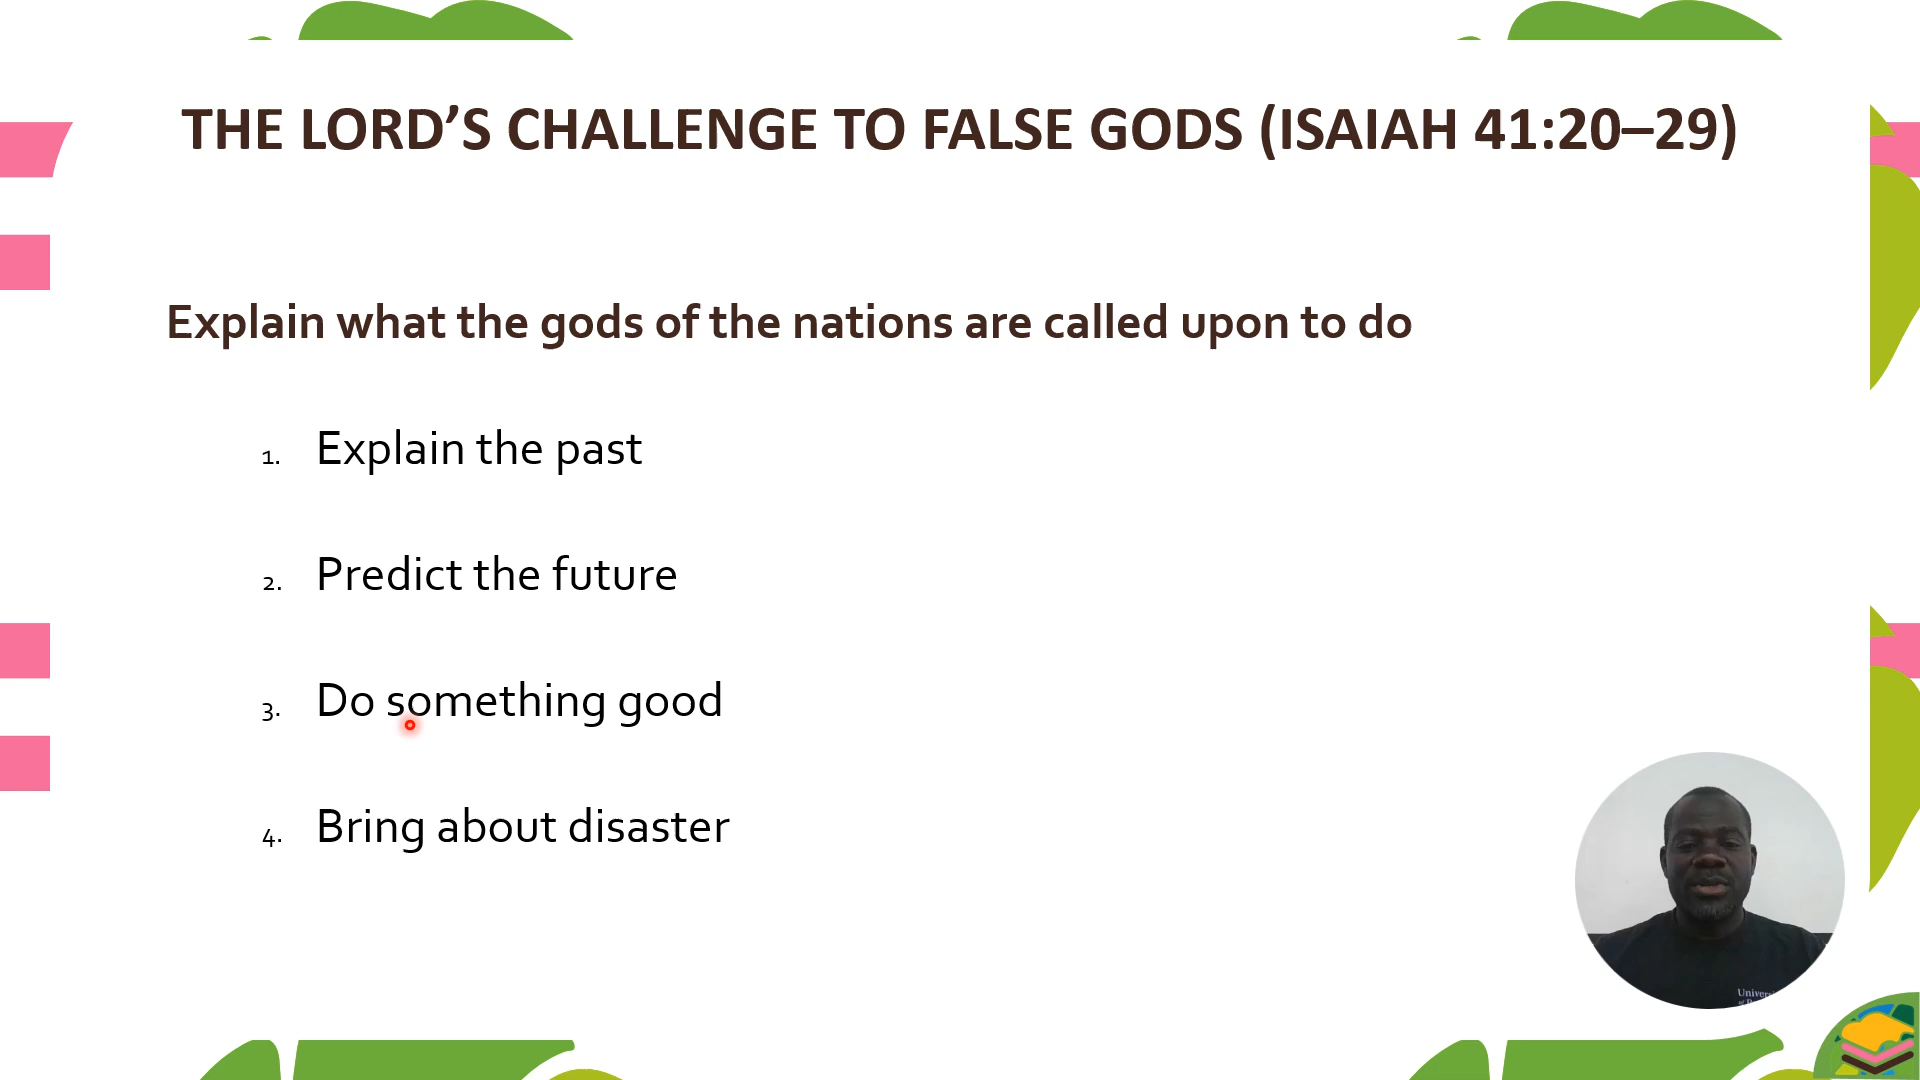 THE LORD’S CHALLENGE TO FALSE GODS (ISAIAH 41:20–29)
Explain what the gods of the nations are called upon to do
1. Explain the past
2. Predict the future
3. Do something good
4. Bring about disaster